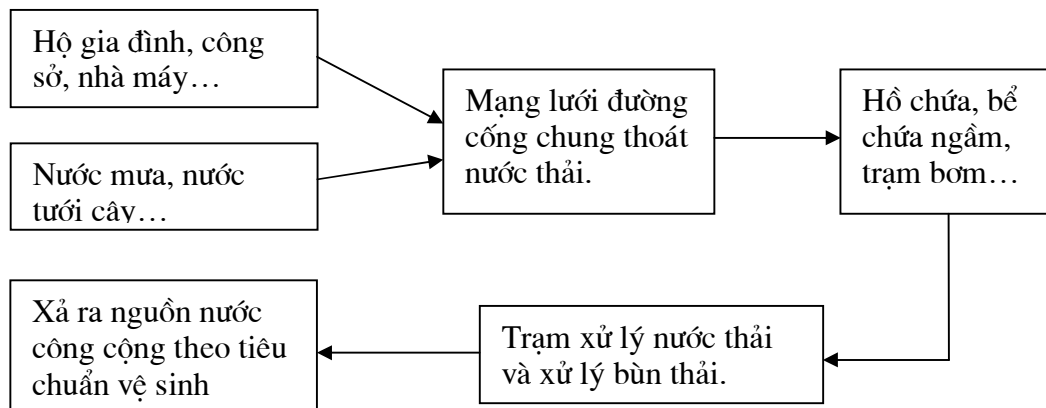 Hộ gia đình, công
sở, nhà máy…
Nước mưa, nước
tưới cây…
Mạng lưới đường
cống chung thoát
nước thải.
Hồ chứa, bể
chứa ngầm,
trạm bơm…
Trạm xử lý nước thải
và xử lý bùn thải.
Xả ra nguồn nước
công cộng theo tiêu
chuẩn vệ sinh